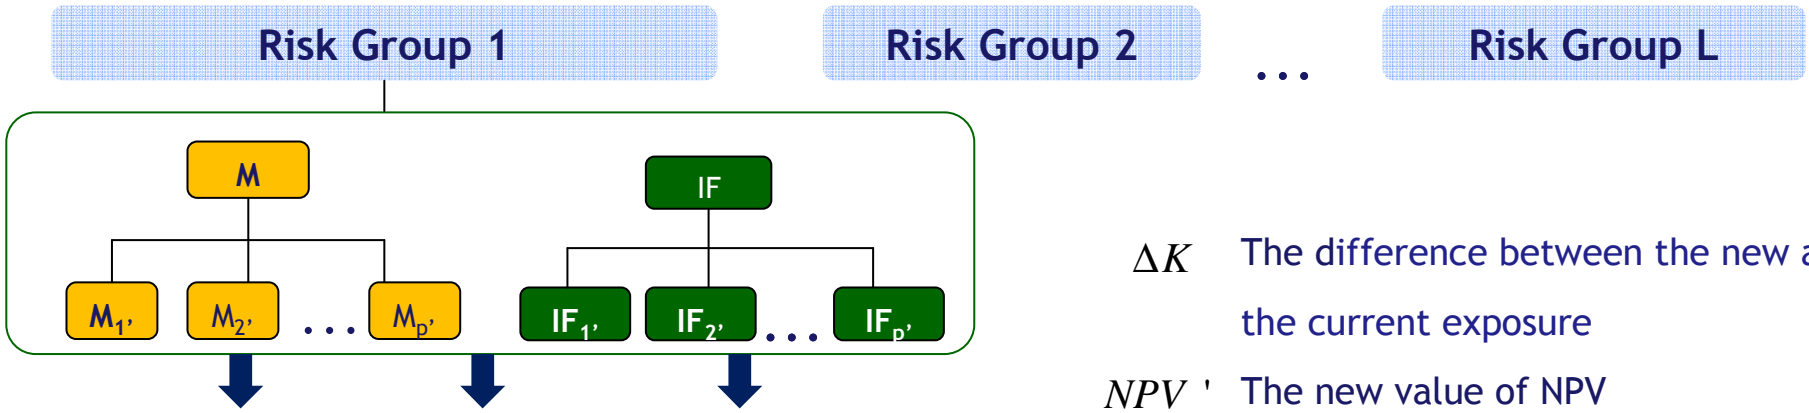 Risk Group 1
Risk Group 2
...
Risk Group L
M
IF
M1’
M2’
...
Mp’
IF1’
IF2’
...
IFp’
ΔK The difference between the new
the current exposure
NPV ' The new value of NPV